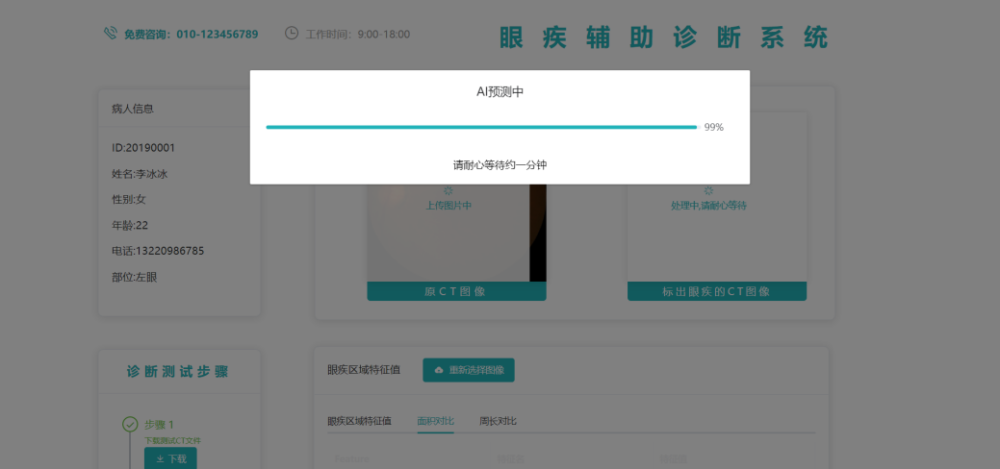 免费咨询：010-123456789
工作时间：9:00-18:00
眼疾辅助诊断系统
AI预测中
99%
请耐心等待约一分钟
病人信息
ID:20190001
姓名:李冰冰
性别:女
年龄:22
电话:13220986785
部位:左眼
上传图片中
原CT图像
处理中,请耐心等待
标出眼疾的CT图像
诊断测试步骤
步骤 1
下载测试CT文件
下载
眼疾区域特征值
重新选择图像
眼疾区域特征值
面积对比
周长对比